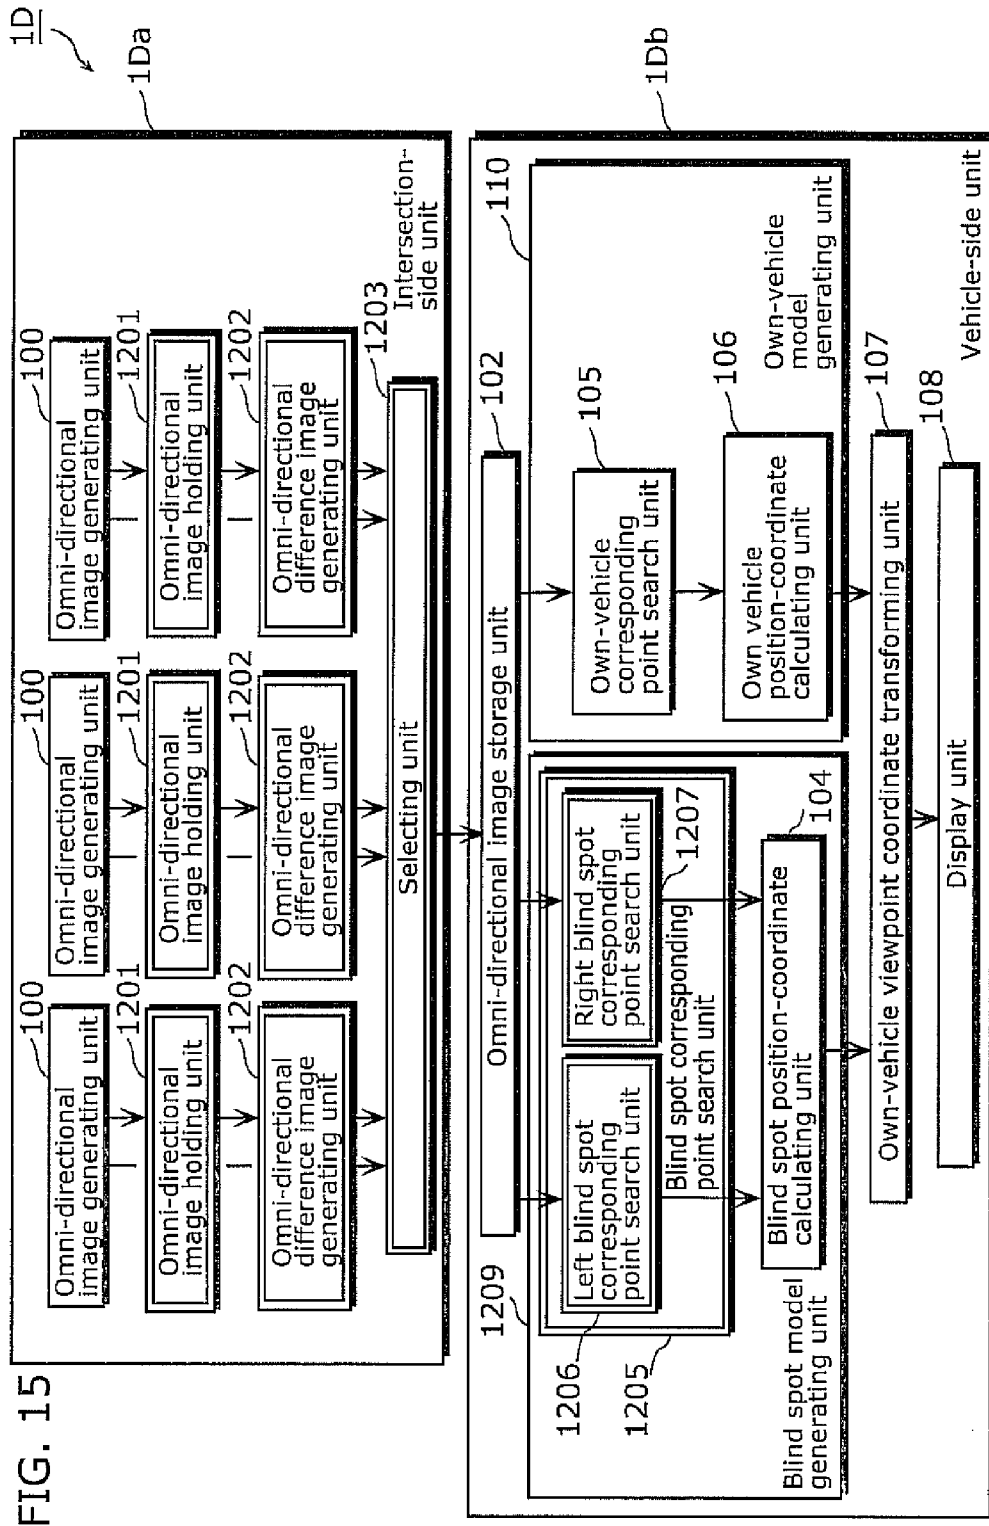 FIG. 15
1D
1Da
100
Omni-directional
image generating unit
100
Omni-directional
image generating unit
100
Omni-directional
image generating unit
1201
Omni-directional
image holding unit
1201
Omni-directional
image holding unit
1201
Omni-directional
image holding unit
1202
Omni-directional
difference image
generating unit
1202
Omni-directional
difference image
generating unit
1202
Omni-directional
difference image
generating unit
1203
Selecting unit
Intersection-
side unit
1Db
102
Omni-directional image storage unit
1209
110
1206
Left blind spot
corresponding
point search unit
Right blind spot
corresponding
point search unit
1207
1205
Blind spot corresponding
point search unit
104
Blind spot position-coordinate
calculating unit
Blind spot model
generating unit
105
Own-vehicle
corresponding
point search unit
106
Own vehicle
position-coordinate
calculating unit
Own-vehicle
model
generating unit
107
Own-vehicle viewpoint coordinate transforming unit
108
Display unit
Vehicle-side unit